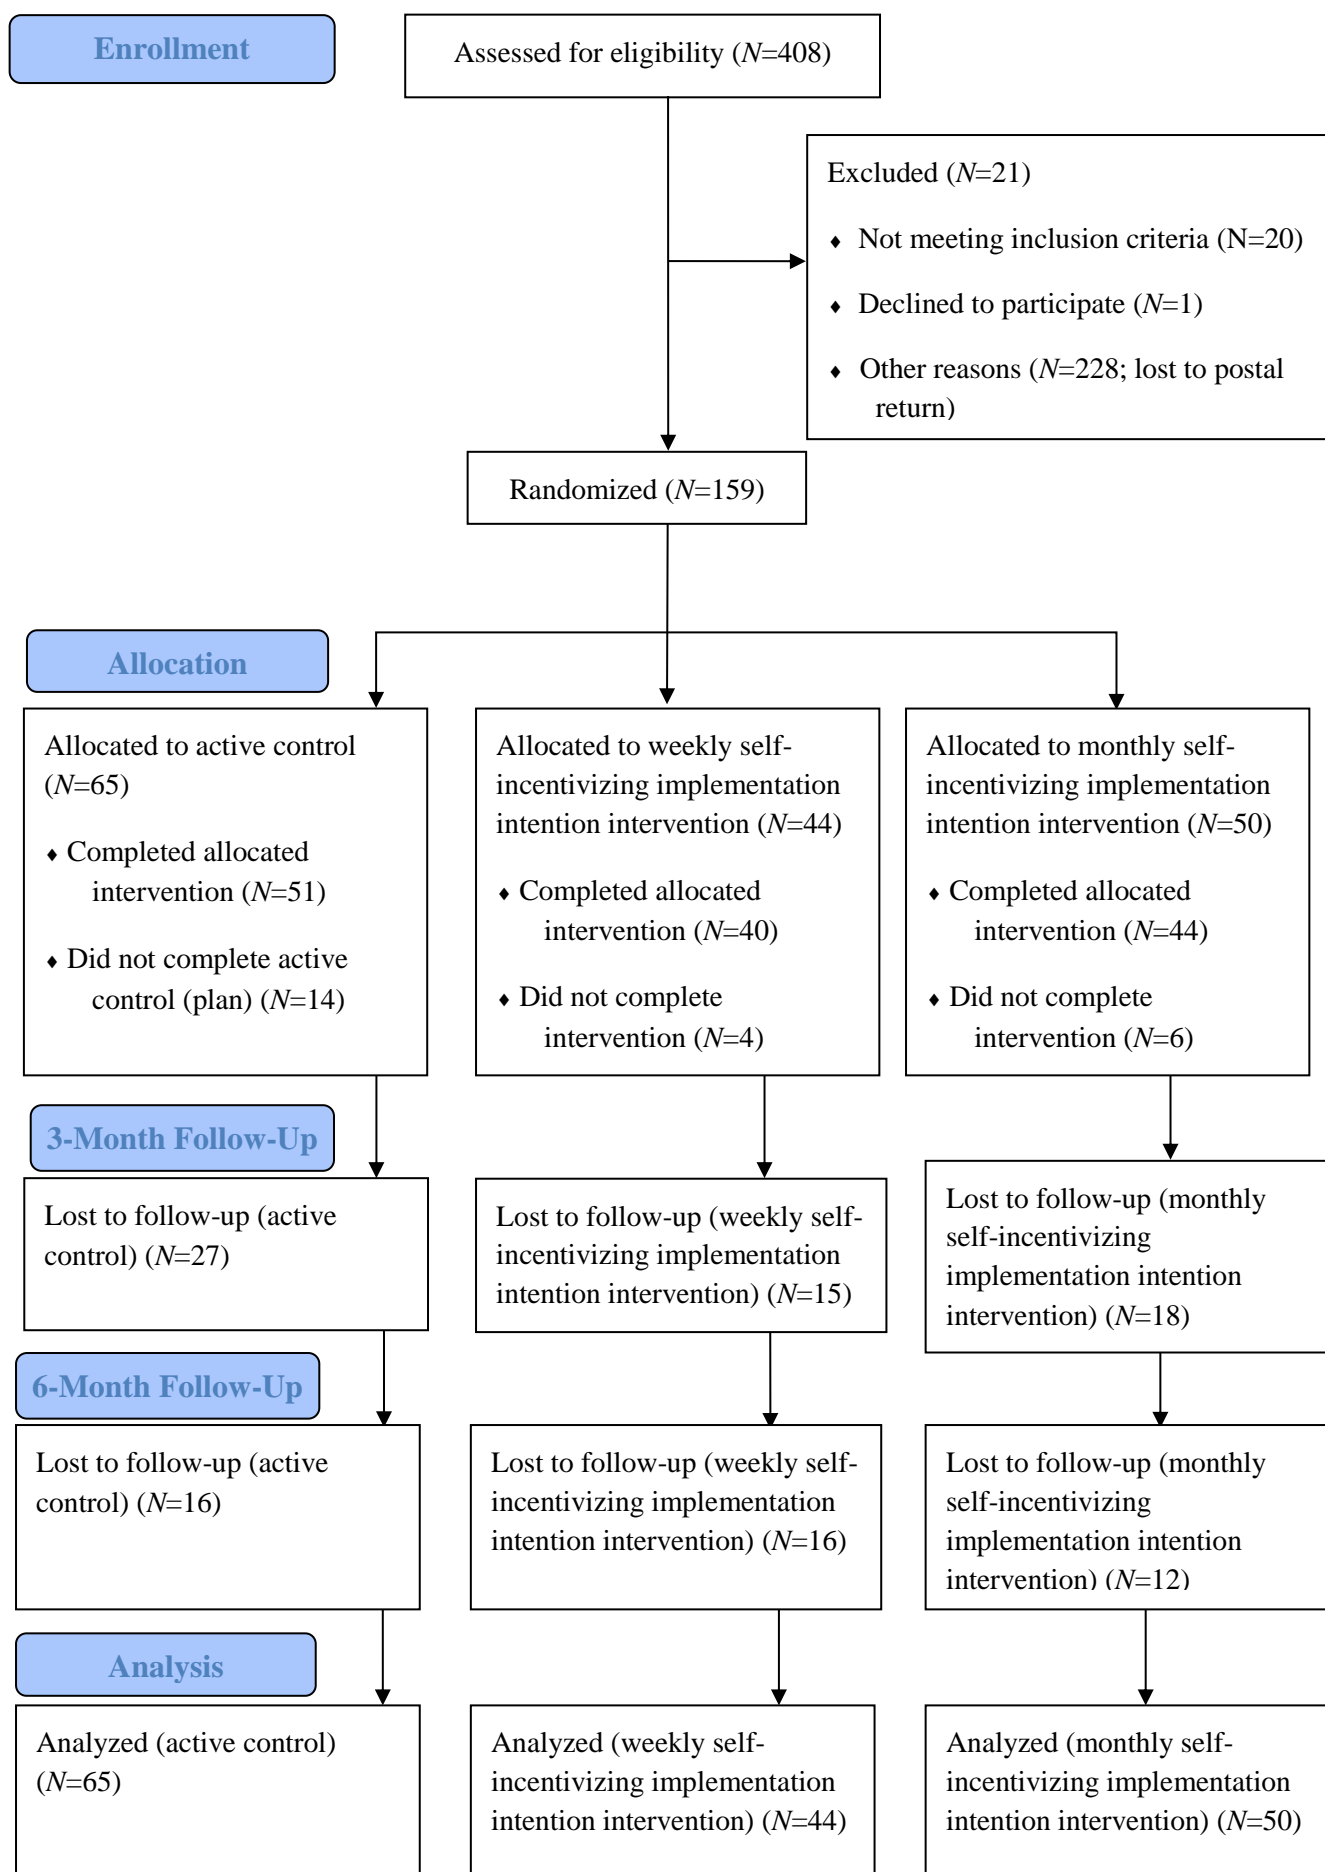 Enrollment
Assessed for eligibility (N=408)
Excluded (N=21)
♦ Not meeting inclusion criteria (N=20)
♦ Declined to participate (N=1)
♦ Other reasons (N=228; lost to postal
return)
Randomized (N=159)
Allocation
Allocated to active control
(N=65)
♦ Completed allocated
intervention (N=51)
♦ Did not complete active
control (plan) (N=14)
Allocated to weekly self-
incentivizing implementation
intention intervention (N=44)
♦ Completed allocated
intervention (N=40)
♦ Did not complete
intervention (N=4)
Allocated to monthly self-
incentivizing implementation
intention intervention (N=50)
♦ Completed allocated
intervention (N=44)
♦ Did not complete
intervention (N=6)
3-Month Follow-Up
Lost to follow-up (active
control) (N=27)
Lost to follow-up (weekly self-
incentivizing implementation
intention intervention) (N=15)
Lost to follow-up (monthly
self-incentivizing
implementation intention
intervention) (N=18)
6-Month Follow-Up
Lost to follow-up (active
control) (N=16)
Lost to follow-up (weekly self-
incentivizing implementation
intention intervention) (N=16)
Lost to follow-up (monthly
self-incentivizing
implementation intention
intervention) (N=12)
Analysis
Analyzed (active control)
(N=65)
Analyzed (weekly self-
incentivizing implementation
intention intervention) (N=44)
Analyzed (monthly self-
incentivizing implementation
intention intervention) (N=50)